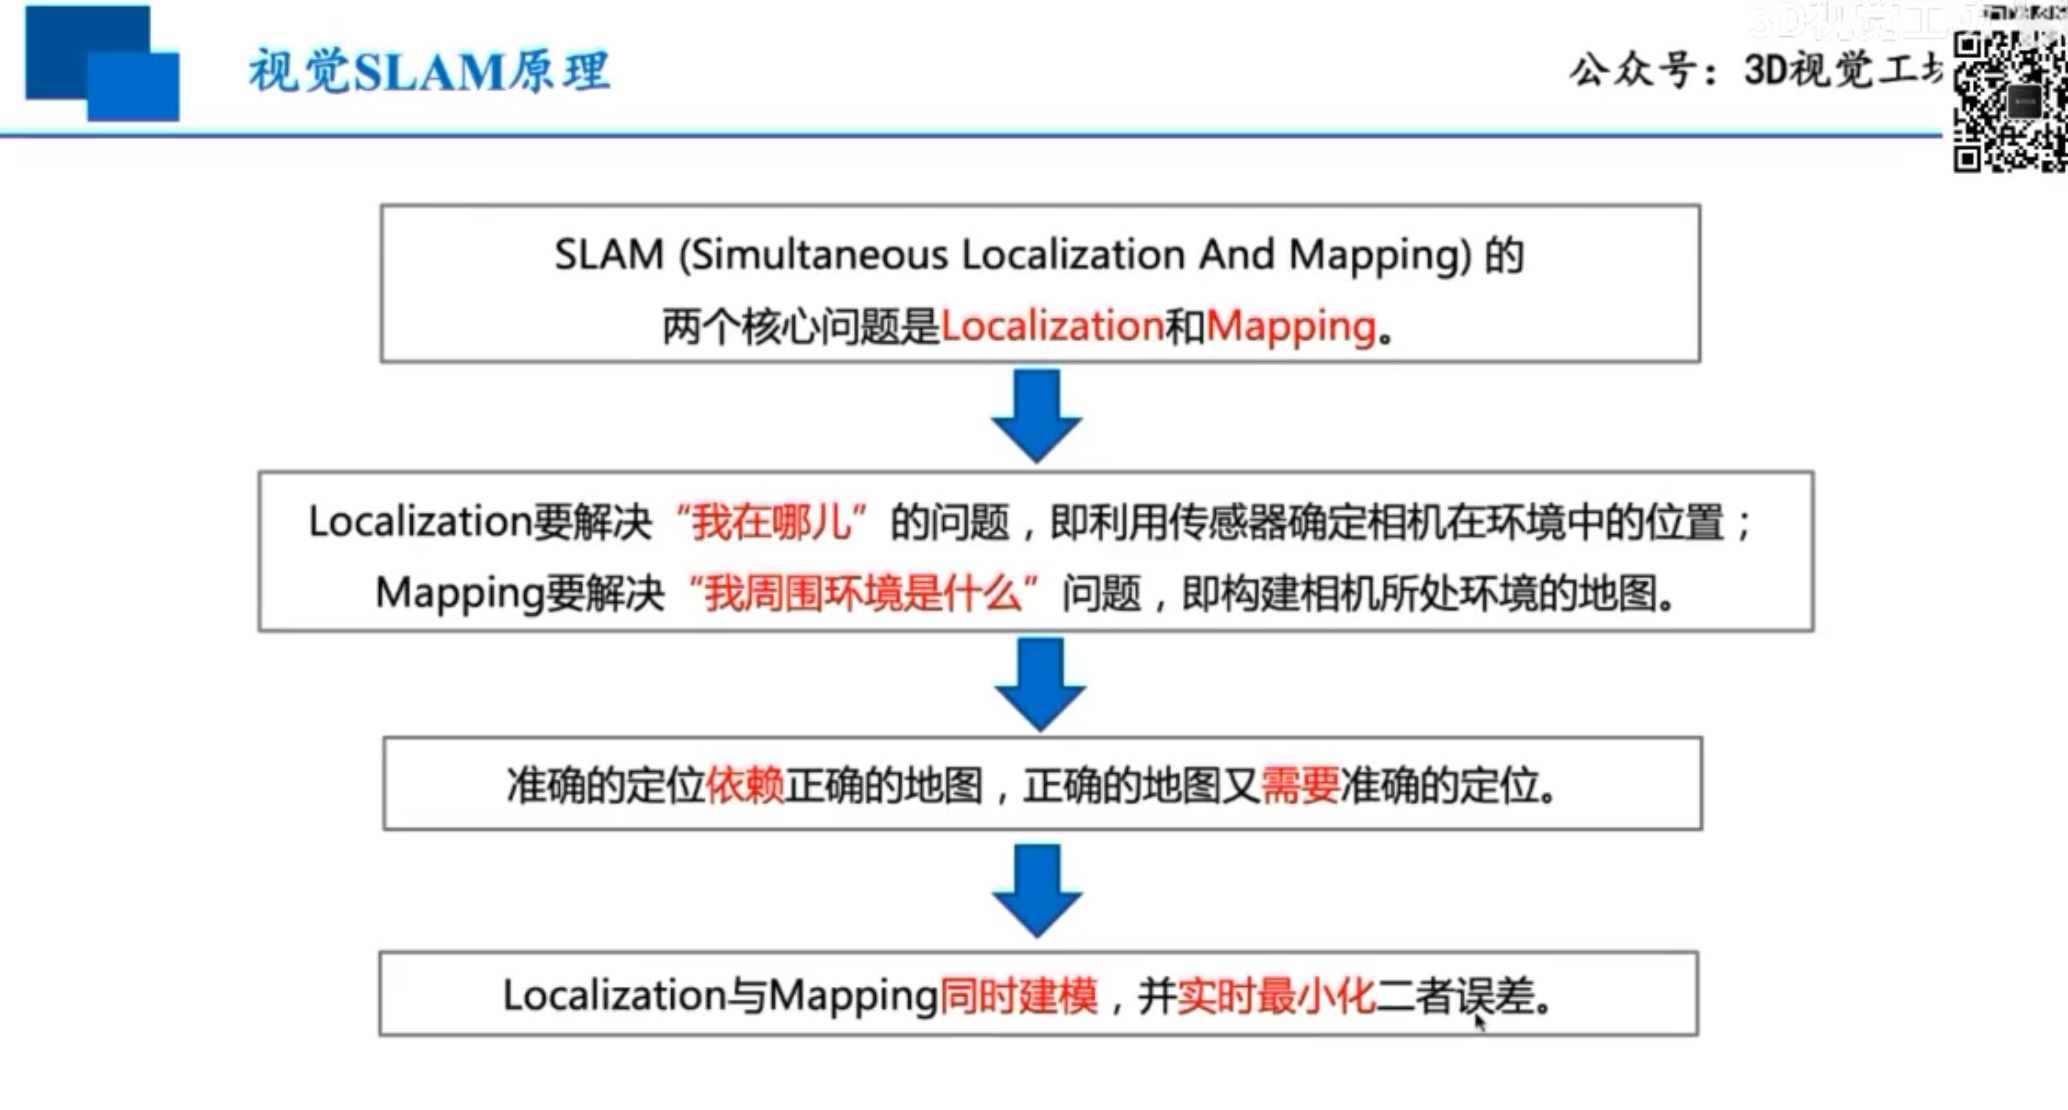 视觉SLAM原理
公众号：3D视觉工坊
SLAM (Simultaneous Localization And Mapping) 的
两个核心问题是Localization和Mapping。
Localization要解决“我在哪儿”的问题，即利用传感器确定相机在环境中的位置；
Mapping要解决“我周围环境是什么”问题，即构建相机所处环境的地图。
准确的定位依赖正确的地图，正确的地图又需要准确的定位。
Localization与Mapping同时建模，并实时最小化二者误差。